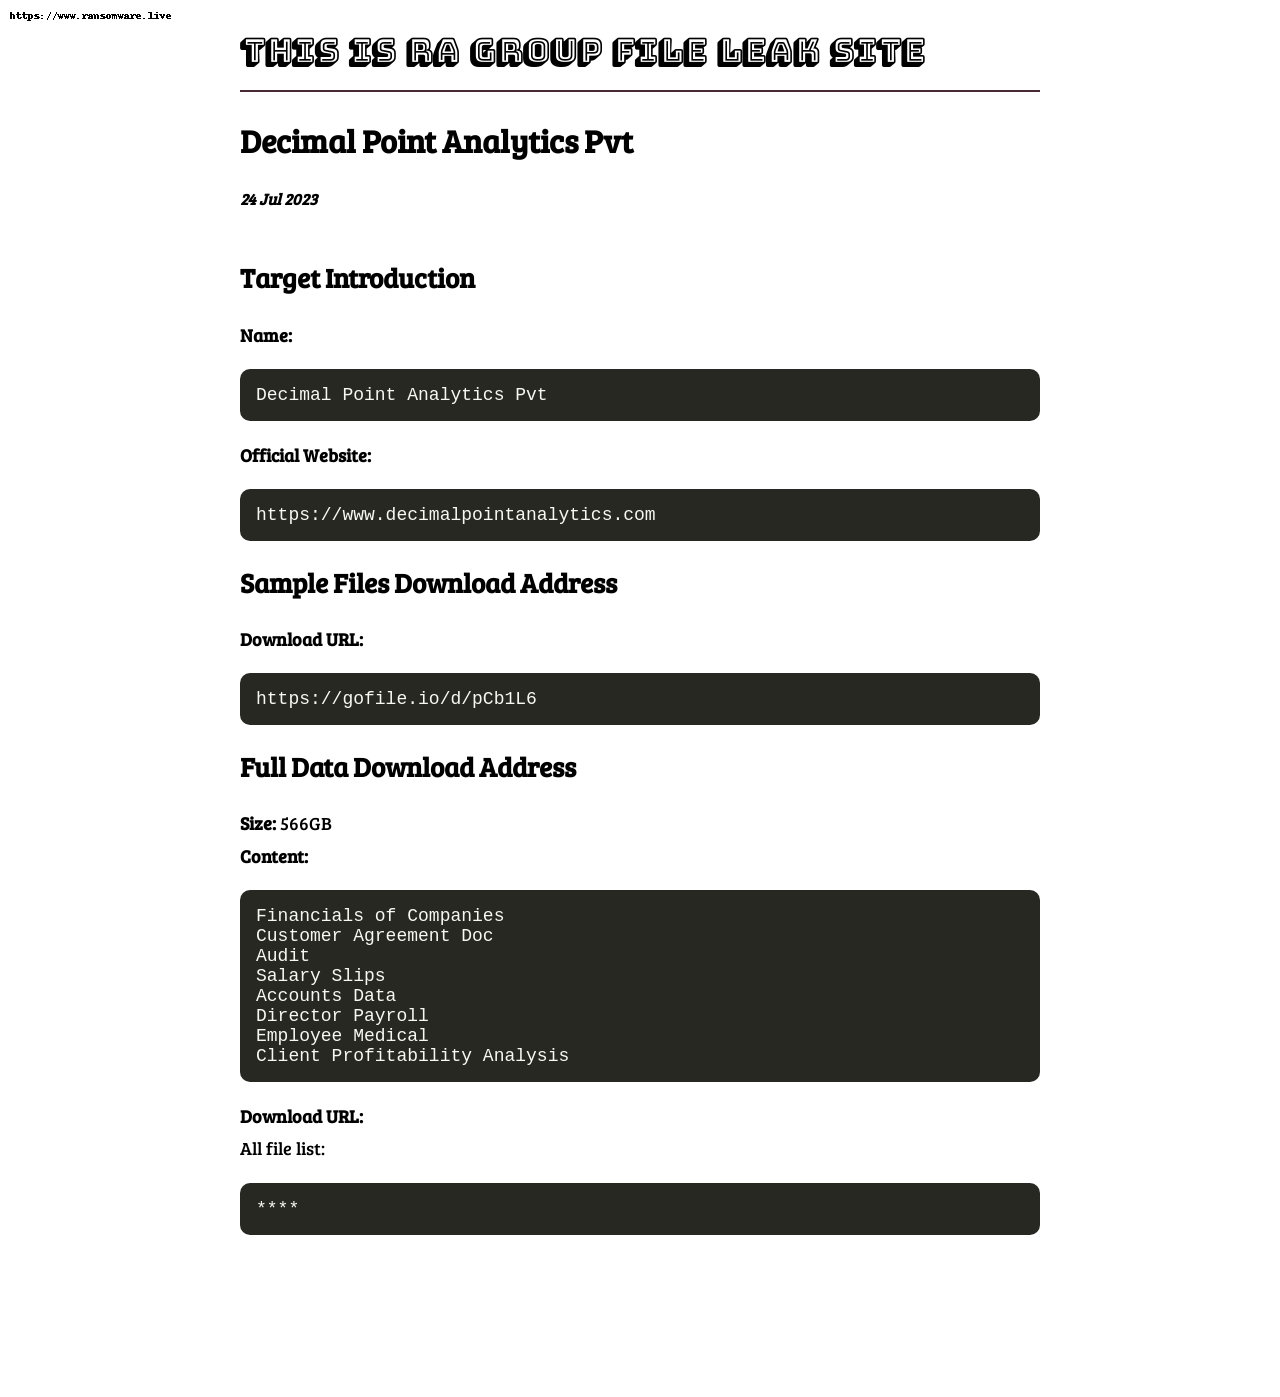 https://www.ransomware.live
THIS IS RA GROUP FILE LEAK SITE
Decimal Point Analytics Pvt
24 Jul 2023
Target Introduction
Name:
Decimal Point Analytics Pvt
Official Website:
https://www.decimalpointanalytics.com
Sample Files Download Address
Download URL:
https://gofile.io/d/pCb1L6
Full Data Download Address
Size: 566GB
Content:
Financials of Companies
Customer Agreement Doc
Audit
Salary Slips
Accounts Data
Director Payroll
Employee Medical
Client Profitability Analysis
Download URL:
All file list:
****